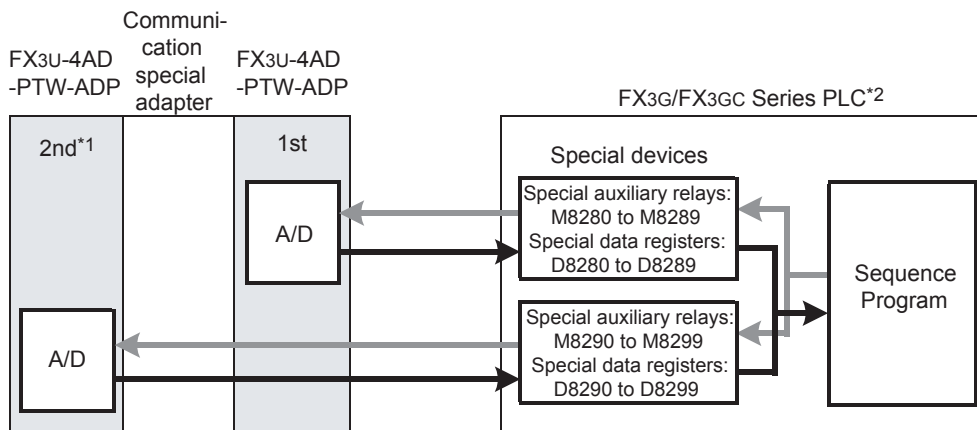 FX3U-4AD
-PTW-ADP
Communi-
cation
special
adapter
FX3U-4AD
-PTW-ADP
FX3G/FX3GC Series PLC*2
2nd*1
1st
Special devices
A/D
Special auxiliary relays:
M8280 to M8289
Special data registers:
D8280 to D8289
Sequence
Program
A/D
Special auxiliary relays:
M8290 to M8299
Special data registers:
D8290 to D8299